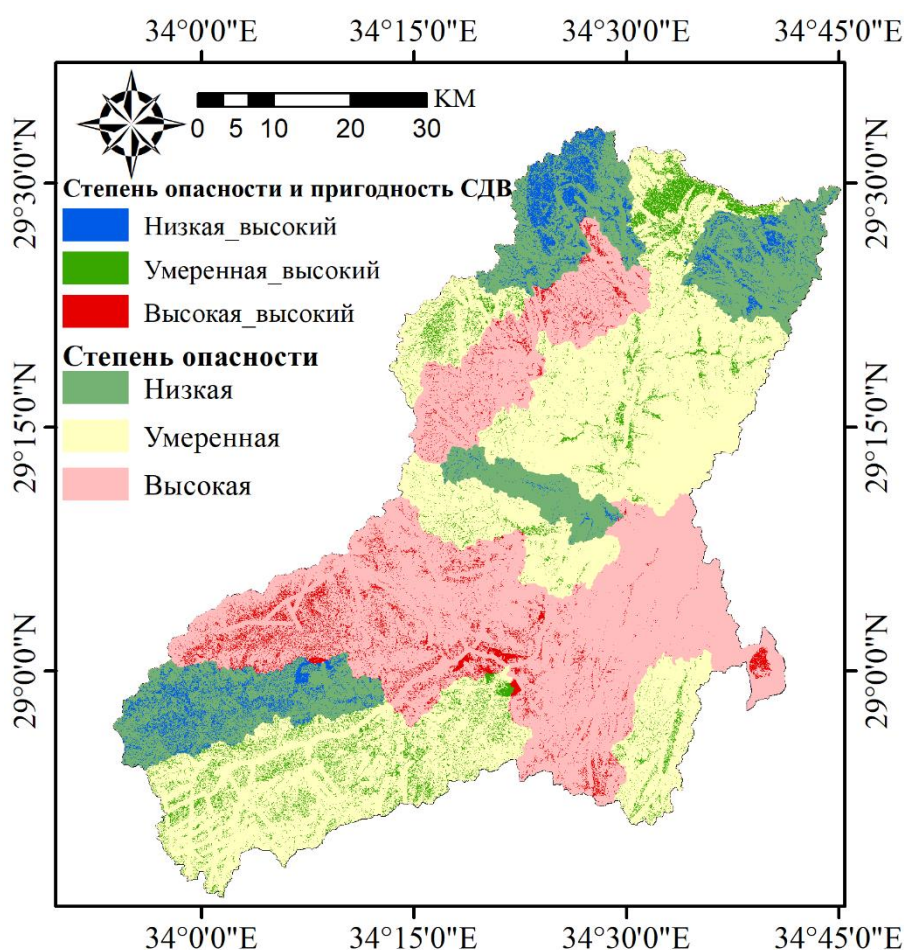 34°0'0"E 34°15'0"E 34°30'0"E 34°45'0"E
KM
0 5 10 20 30
Степень опасности и пригодность СДВ
Низкая_высокий
Умеренная_высокий
Высокая_высокий
Степень опасности
Низкая
Умеренная
Высокая
29°30'0"N 29°30'0"N
29°15'0"N 29°15'0"N
29°0'0"N 29°0'0"N
34°0'0"E 34°15'0"E 34°30'0"E 34°45'0"E